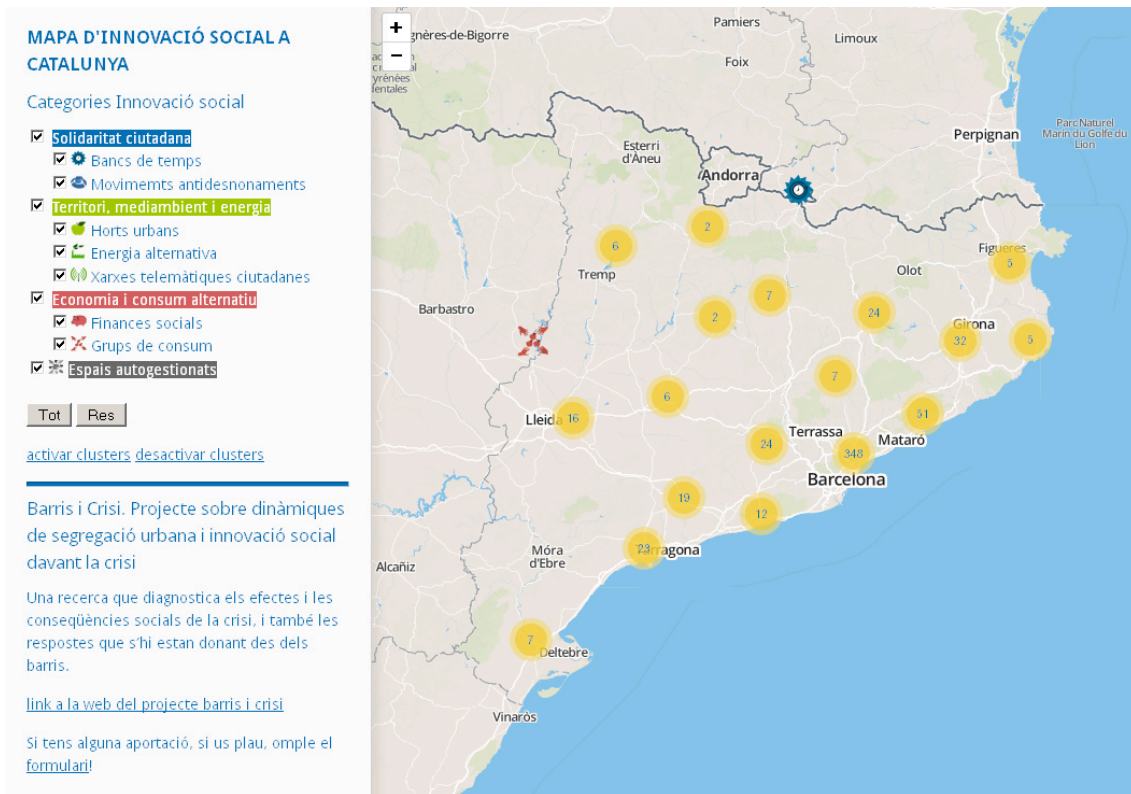 MAPA D'INNOVACIÓ SOCIAL A
CATALUNYA
Categories Innovació social
Solidaritat ciutadana
Bancs de temps
Movimemts antidesnonaments
Territori, mediambient i energia
Horts urbans
Energia alternativa
Xarxes telemàtiques ciutadanes
Economia i consum alternatiu
Finances socials
Grups de consum
Espais autogestionats
Tot Res
activar clusters desactivar clusters
Barris i Crisi. Projecte sobre dinàmiques
de segregació urbana i innovació social
davant la crisi
Una recerca que diagnostica els efectes i les
conseqüències socials de la crisi, i també les
respostes que s'hi estan donant des dels
barris.
link a la web del projecte barris i crisi
Si tens alguna aportació, si us plau, omple el
formulari!
+
−
gnères-de-Bigorre
Pamiers
Limoux
Foix
Pyrénées
Perpignan
Parc Naturel
Marin du Golfe du
Lion
Esterri
d'Àneu
Andorra
2
6
Figueres
5
Tremp
Olot
7
Barbastro
2
24
Girona
32
5
7
6
Lleida
16
51
Terrassa
Mataró
24
348
Barcelona
19
12
23
Tarragona
Móra
d'Ebre
Alcañiz
7
Deltebre
Vinaròs